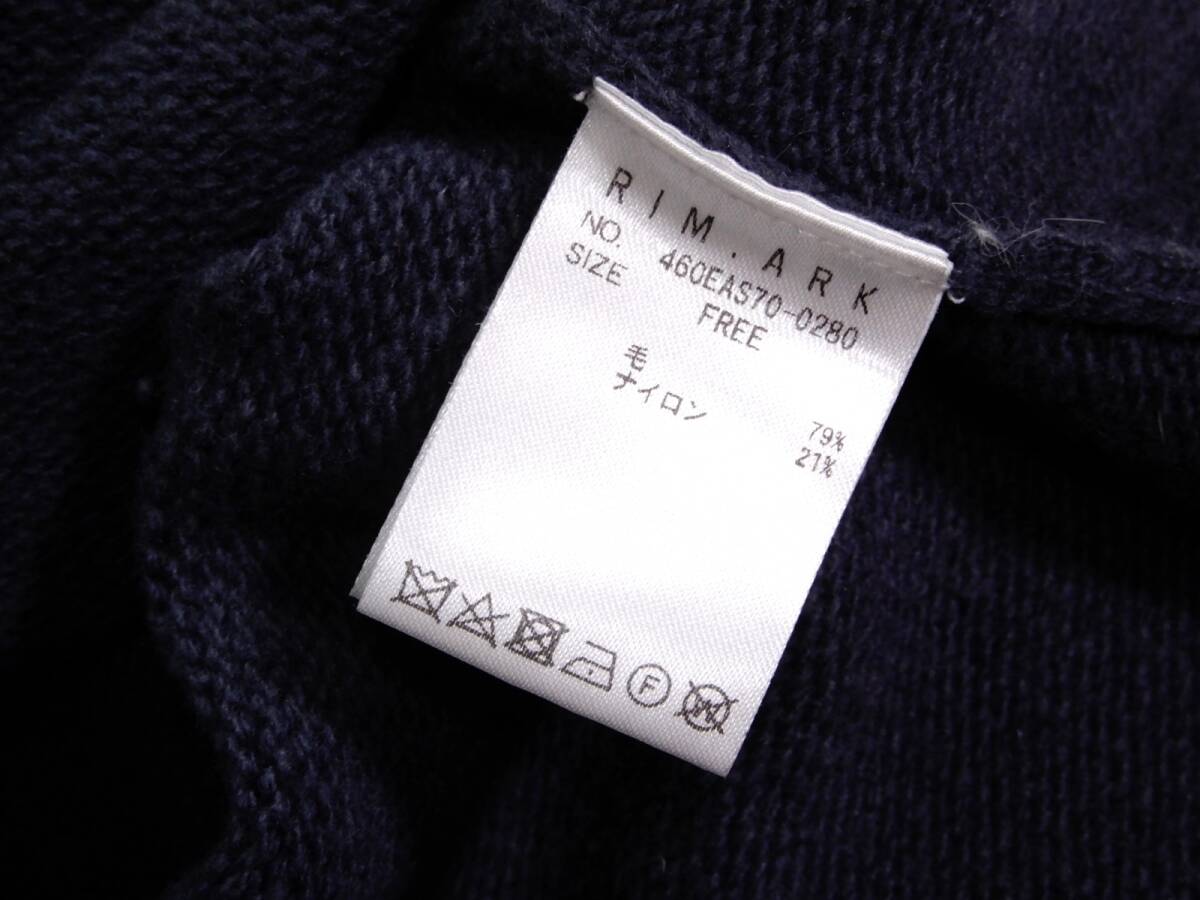 RIM.ARK
NO. 460EAS70-0280
SIZE FREE
毛 79%
ナイロン 21%
F
W